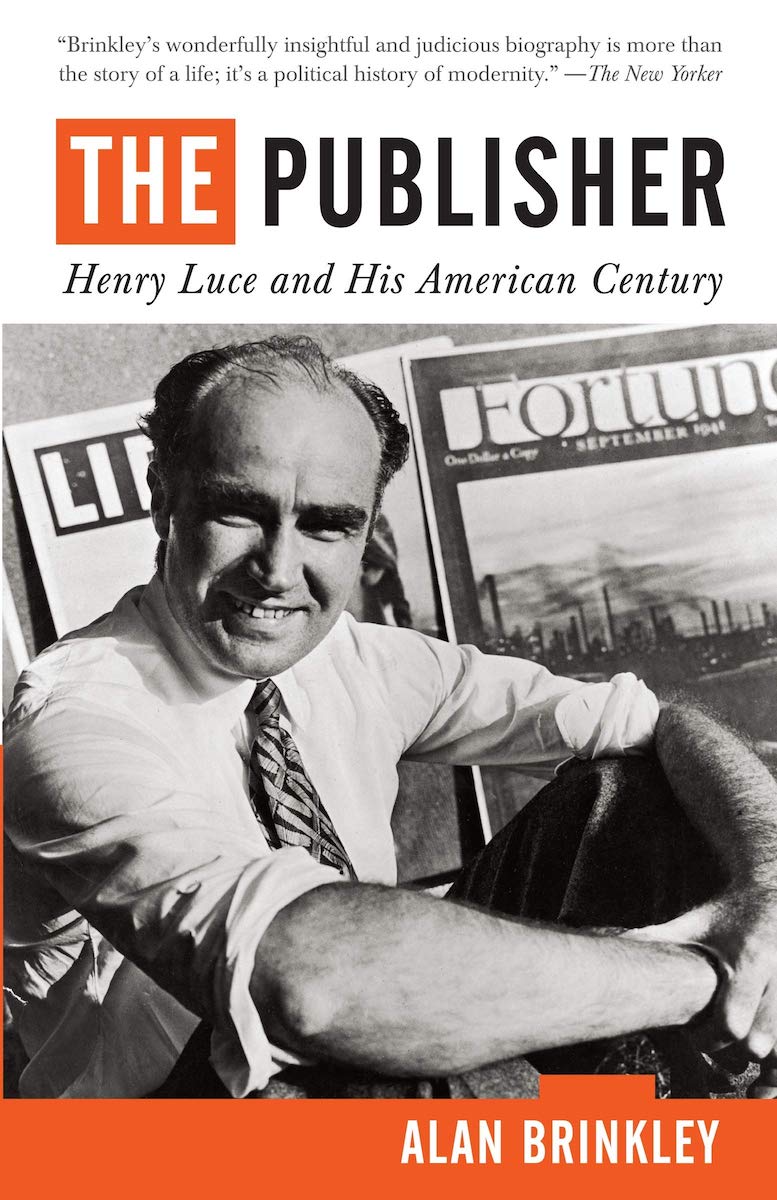 “Brinkley’s wonderfully insightful and judicious biography is more than
the story of a life; it’s a political history of modernity.” —The New Yorker
THE PUBLISHER
Henry Luce and His American Century
LI
Fortun
SEPTEMBER 1941
One Dollar a Copy
ALAN BRINKLEY